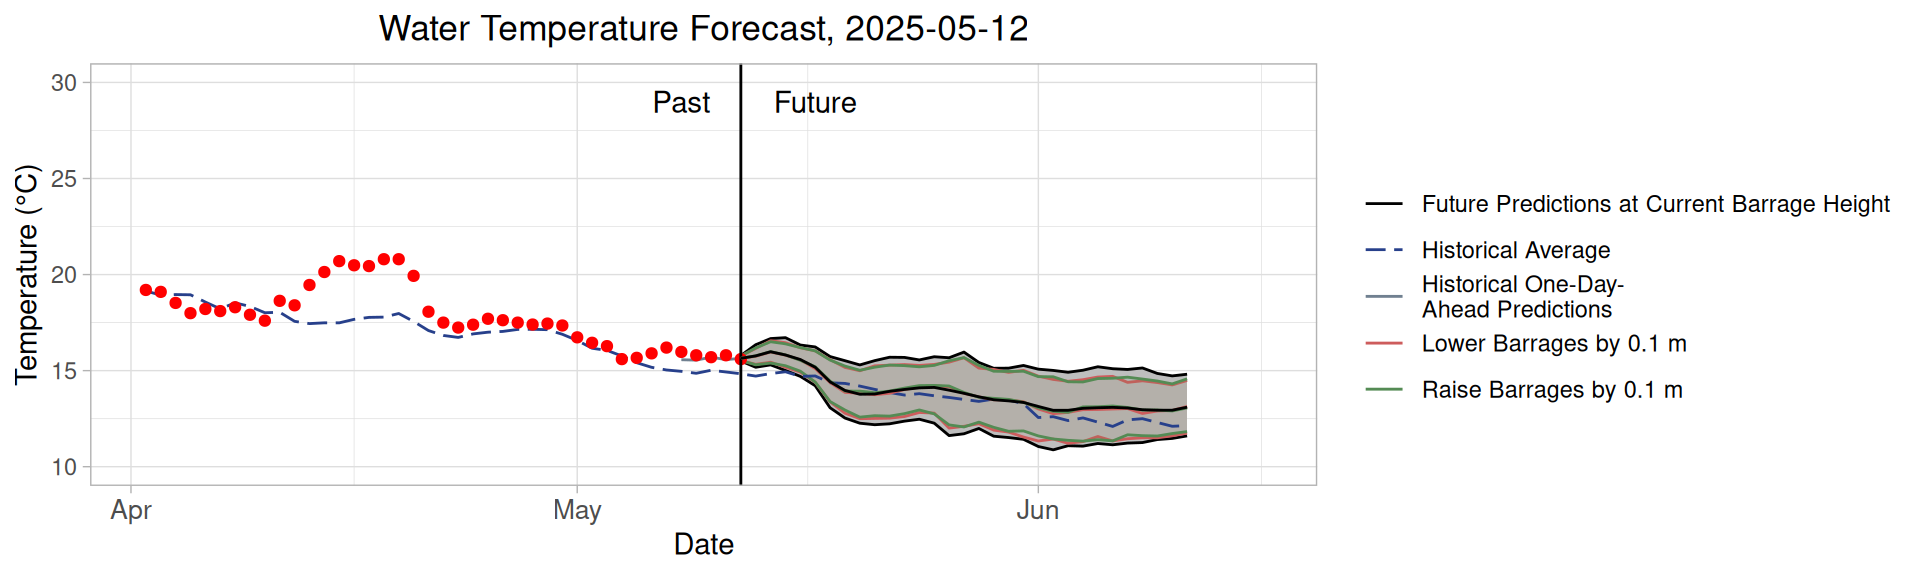 Water Temperature Forecast, 2025-05-12
30
25
20
15
10
Temperature (°C)
Past
Future
Apr
May
Jun
Date
Future Predictions at Current Barrage Height
Historical Average
Historical One-Day-
Ahead Predictions
Lower Barrages by 0.1 m
Raise Barrages by 0.1 m